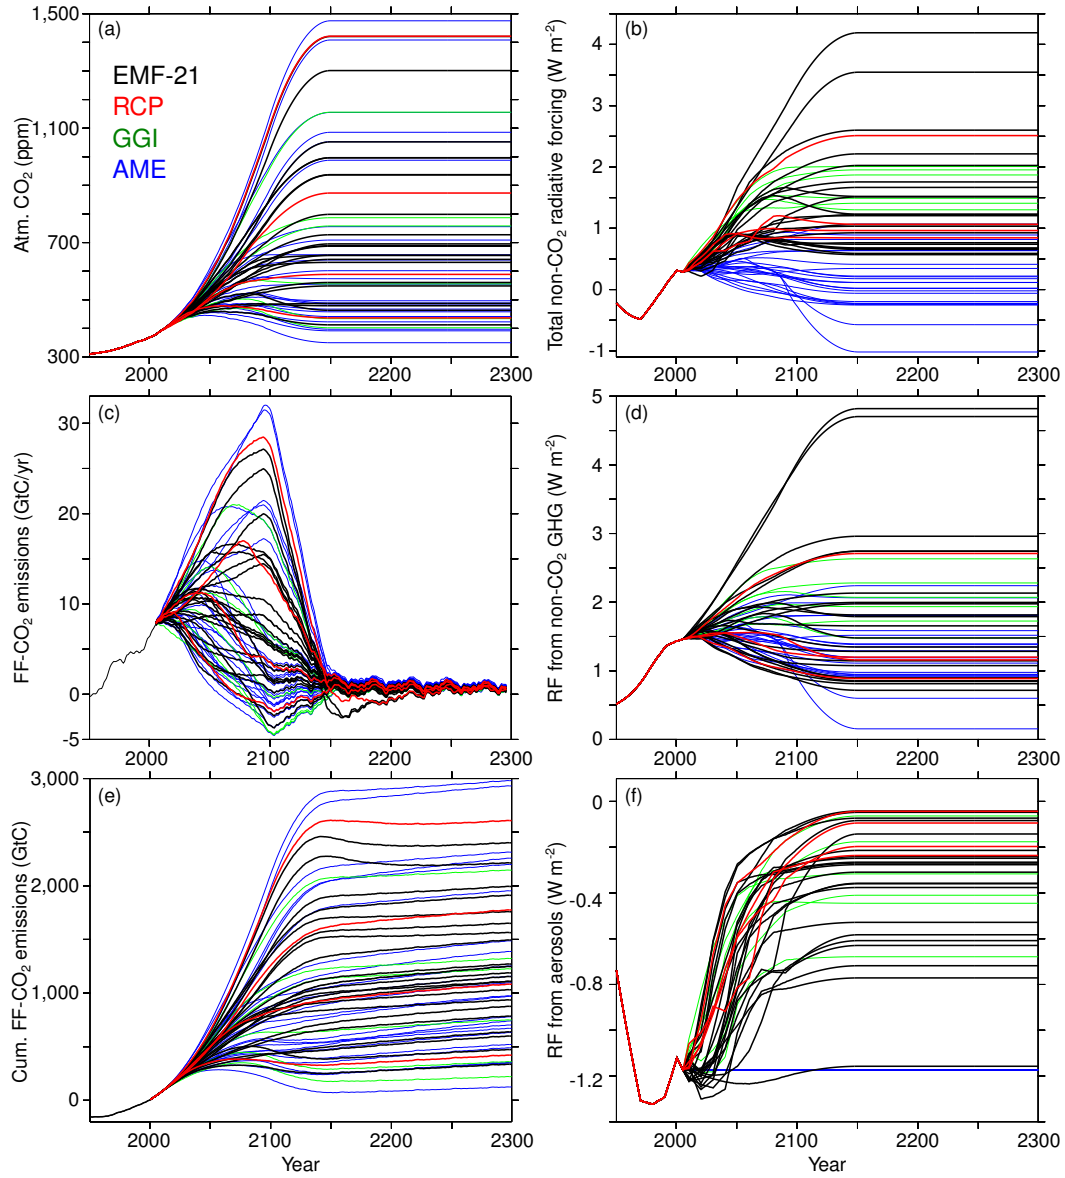 (a)
EMF-21
RCP
GGI
AME
Atm. CO2 (ppm)
1,500
1,100
700
300
2000 2100 2200 2300
(b)
Total non-CO2 radiative forcing (W m-2)
4
3
2
1
0
-1
2000 2100 2200 2300
(c)
FF-CO2 emissions (GtC/yr)
30
20
10
0
-5
2000 2100 2200 2300
(d)
RF from non-CO2 GHG (W m-2)
5
4
3
2
1
0
2000 2100 2200 2300
(e)
Cum. FF-CO2 emissions (GtC)
3,000
2,000
1,000
0
2000 2100 2200 2300
Year
(f)
RF from aerosols (W m-2)
0
-0.4
-0.8
-1.2
2000 2100 2200 2300
Year